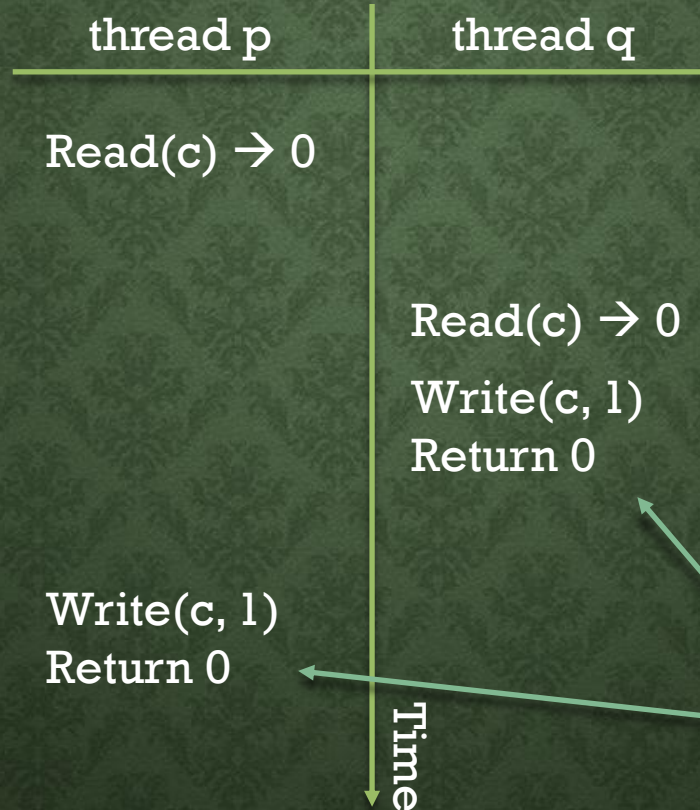 thread p
thread q
Read(c) → 0
Read(c) → 0
Write(c, 1)
Return 0
Write(c, 1)
Return 0
Time